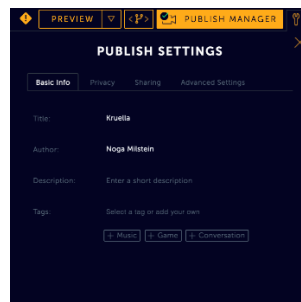 PREVIEW PUBLISH MANAGER
PUBLISH SETTINGS
Basic Info Privacy Sharing Advanced Settings
Title: Kruella
Author: Noga Milstein
Description: Enter a short description
Tags: Select a tag or add your own
+ Music + Game + Conversation